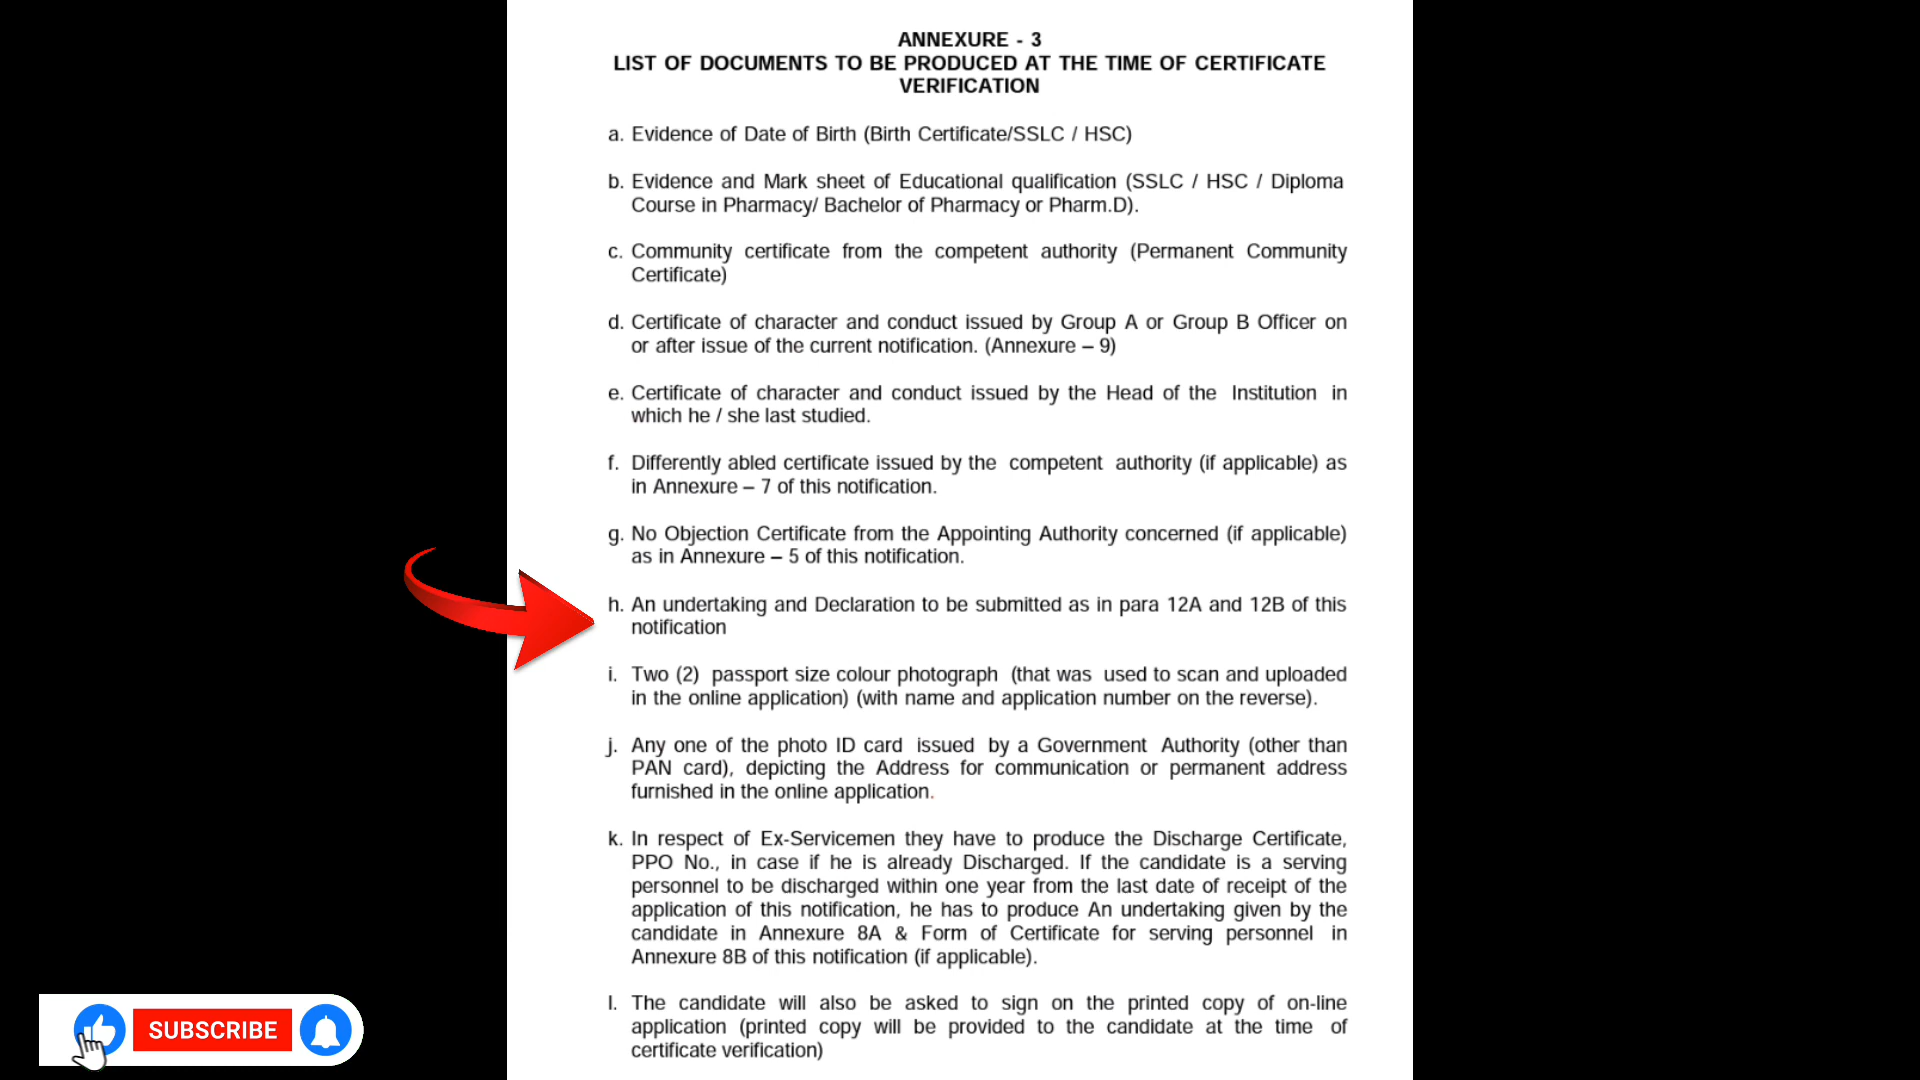 ANNEXURE - 3
LIST OF DOCUMENTS TO BE PRODUCED AT THE TIME OF CERTIFICATE
VERIFICATION
a. Evidence of Date of Birth (Birth Certificate/SSLC / HSC)
b. Evidence and Mark sheet of Educational qualification (SSLC / HSC / Diploma
Course in Pharmacy/ Bachelor of Pharmacy or Pharm.D).
c. Community certificate from the competent authority (Permanent Community
Certificate)
d. Certificate of character and conduct issued by Group A or Group B Officer on
or after issue of the current notification. (Annexure – 9)
e. Certificate of character and conduct issued by the Head of the Institution in
which he / she last studied.
f. Differently abled certificate issued by the competent authority (if applicable) as
in Annexure – 7 of this notification.
g. No Objection Certificate from the Appointing Authority concerned (if applicable)
as in Annexure – 5 of this notification.
h. An undertaking and Declaration to be submitted as in para 12A and 12B of this
notification
i. Two (2) passport size colour photograph (that was used to scan and uploaded
in the online application) (with name and application number on the reverse).
j. Any one of the photo ID card issued by a Government Authority (other than
PAN card), depicting the Address for communication or permanent address
furnished in the online application.
k. In respect of Ex-Servicemen they have to produce the Discharge Certificate,
PPO No., in case if he is already Discharged. If the candidate is a serving
personnel to be discharged within one year from the last date of receipt of the
application of this notification, he has to produce An undertaking given by the
candidate in Annexure 8A & Form of Certificate for serving personnel in
Annexure 8B of this notification (if applicable).
l. The candidate will also be asked to sign on the printed copy of on-line
application (printed copy will be provided to the candidate at the time of
certificate verification)
SUBSCRIBE